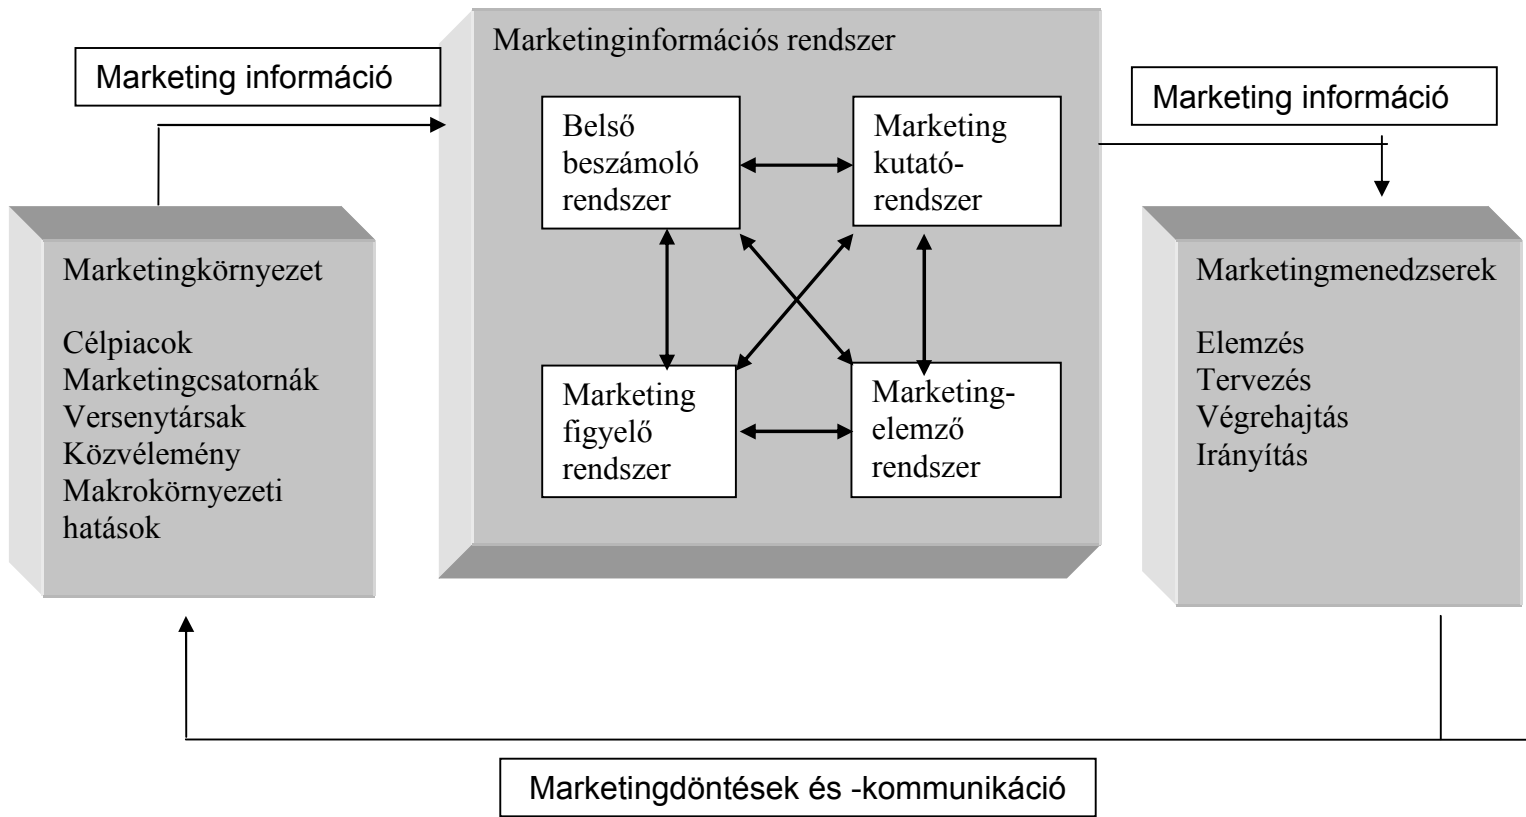 Marketinginformációs rendszer
Marketing információ
Marketing információ
Belső
beszámoló
rendszer
Marketing
kutató-
rendszer
Marketing
figyelő
rendszer
Marketing-
elemző
rendszer
Marketingkörnyezet
Célpiacok
Marketingcsatornák
Versenytársak
Közvélemény
Makrokörnyezeti
hatások
Marketingmenedzserek
Elemzés
Tervezés
Végrehajtás
Irányítás
Marketingdöntések és -kommunikáció